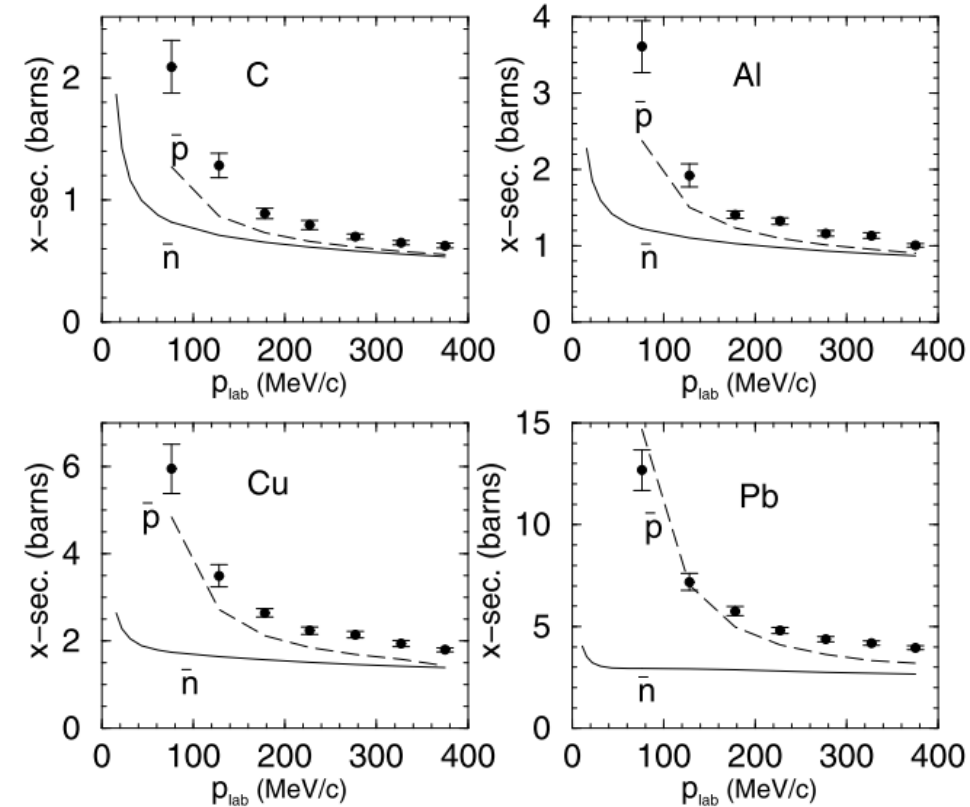 C
x−sec. (barns)
2
1
0
p̄
n̄
0 100 200 300 400
p_lab (MeV/c)
Al
x−sec. (barns)
4
3
2
1
0
p̄
n̄
0 100 200 300 400
p_lab (MeV/c)
Cu
x−sec. (barns)
6
4
2
0
p̄
n̄
0 100 200 300 400
p_lab (MeV/c)
Pb
x−sec. (barns)
15
10
5
0
p̄
n̄
0 100 200 300 400
p_lab (MeV/c)